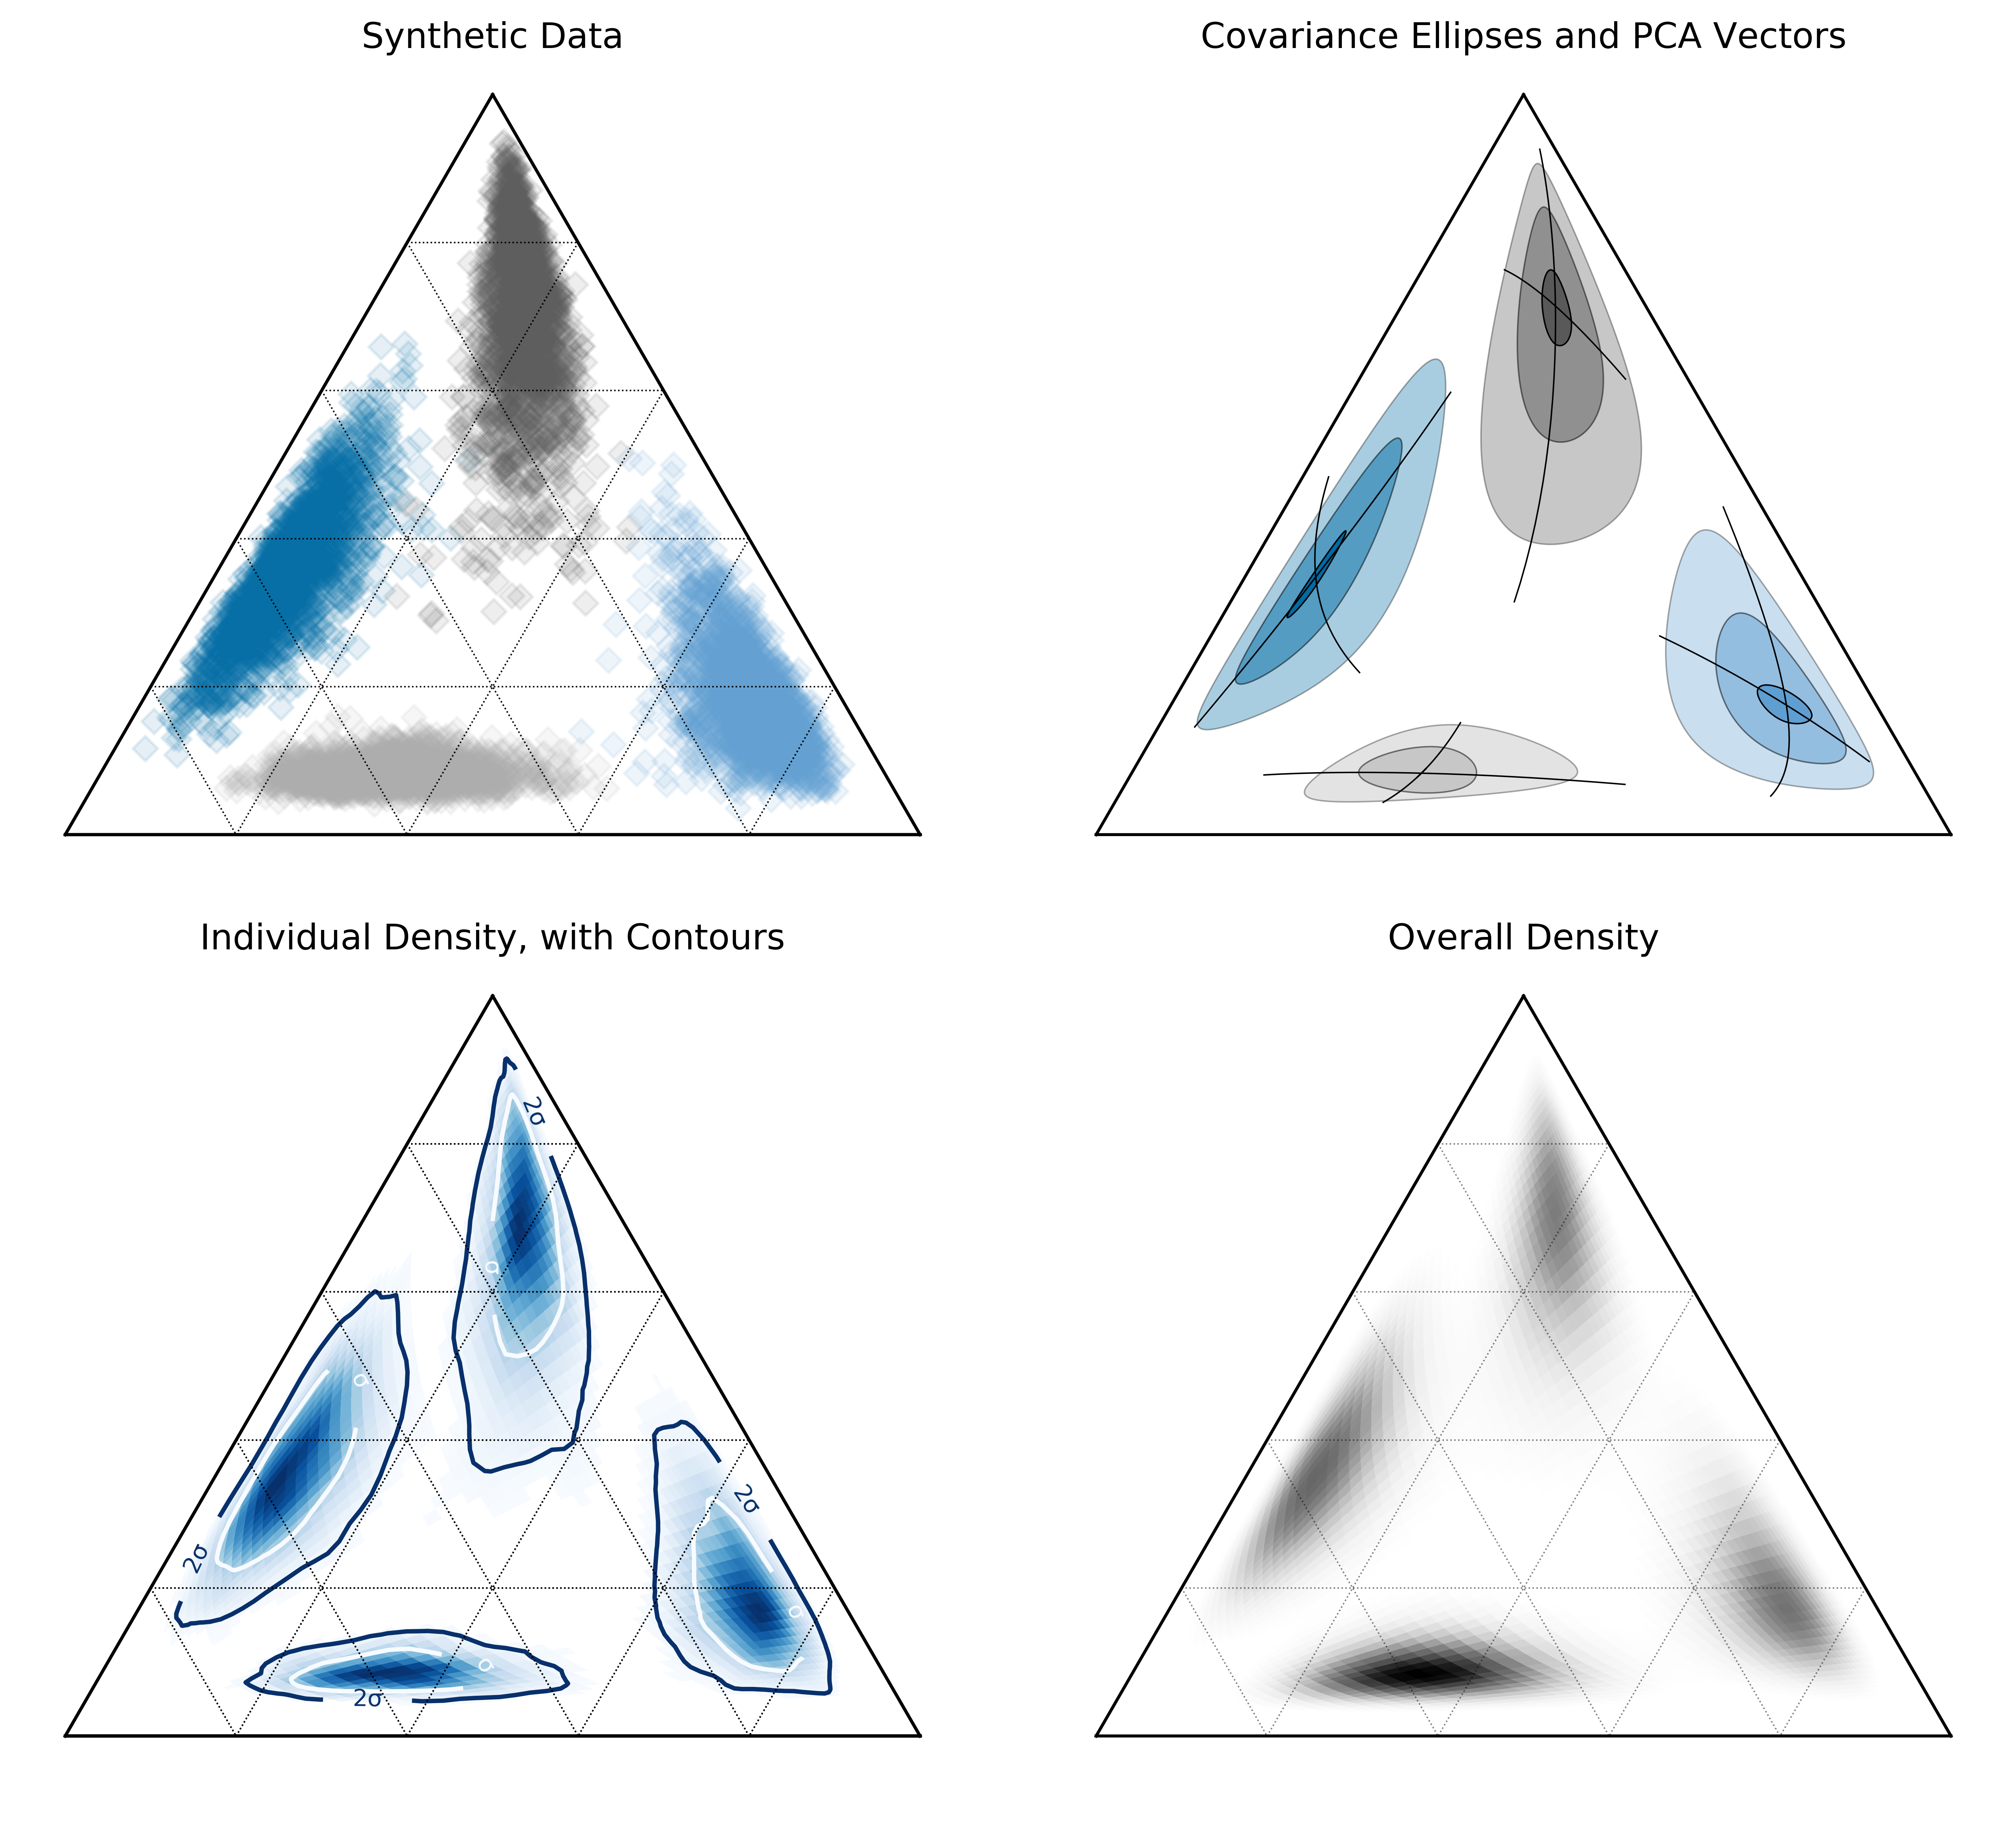 Synthetic Data
Covariance Ellipses and PCA Vectors
Individual Density, with Contours
Overall Density
2σ
σ
σ
2σ
2σ
σ
σ
2σ